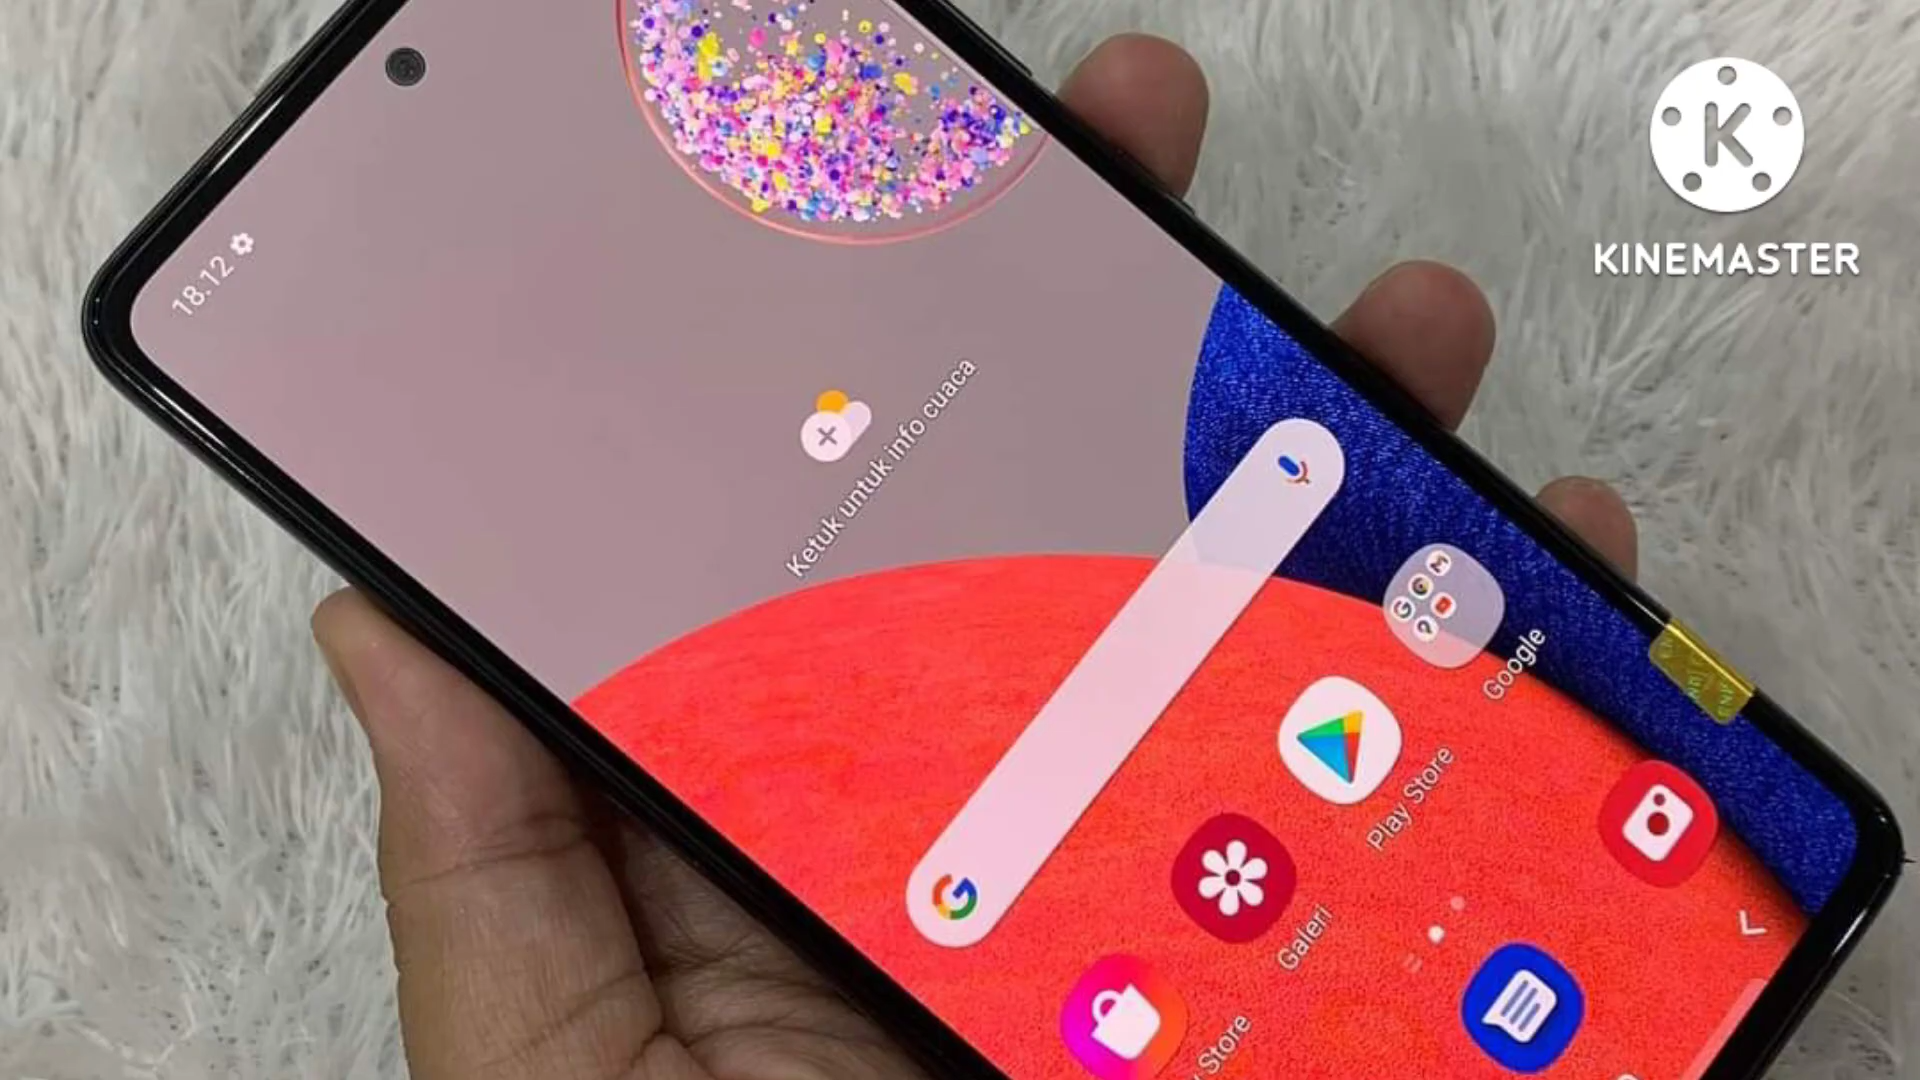 K
KINEMASTER
18.12
Ketuk untuk info cuaca
Google
Play Store
Galeri
Store